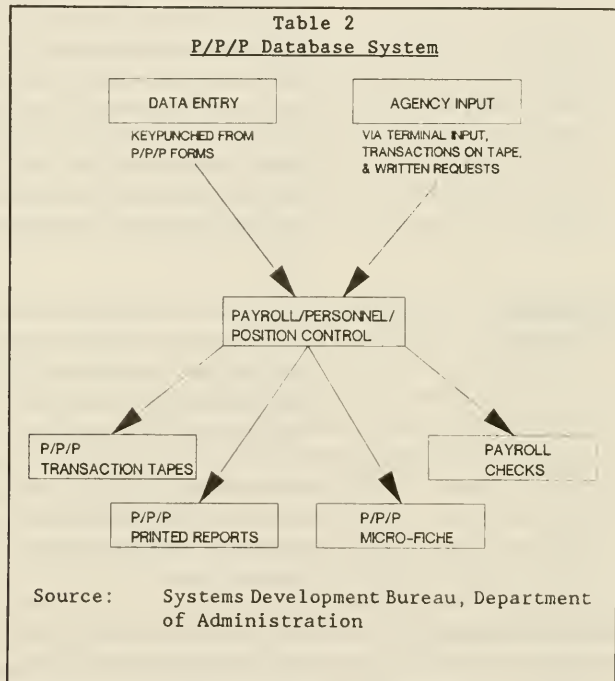 Table 2
P/P/P Database System
DATA ENTRY
KEYPUNCHED FROM
P/P/P FORMS
AGENCY INPUT
VIA TERMINAL INPUT,
TRANSACTIONS ON TAPE,
& WRITTEN REQUESTS
PAYROLL/PERSONNEL/
POSITION CONTROL
P/P/P
TRANSACTION TAPES
PAYROLL
CHECKS
P/P/P
PRINTED REPORTS
P/P/P
MICRO-FICHE
Source: Systems Development Bureau, Department
of Administration